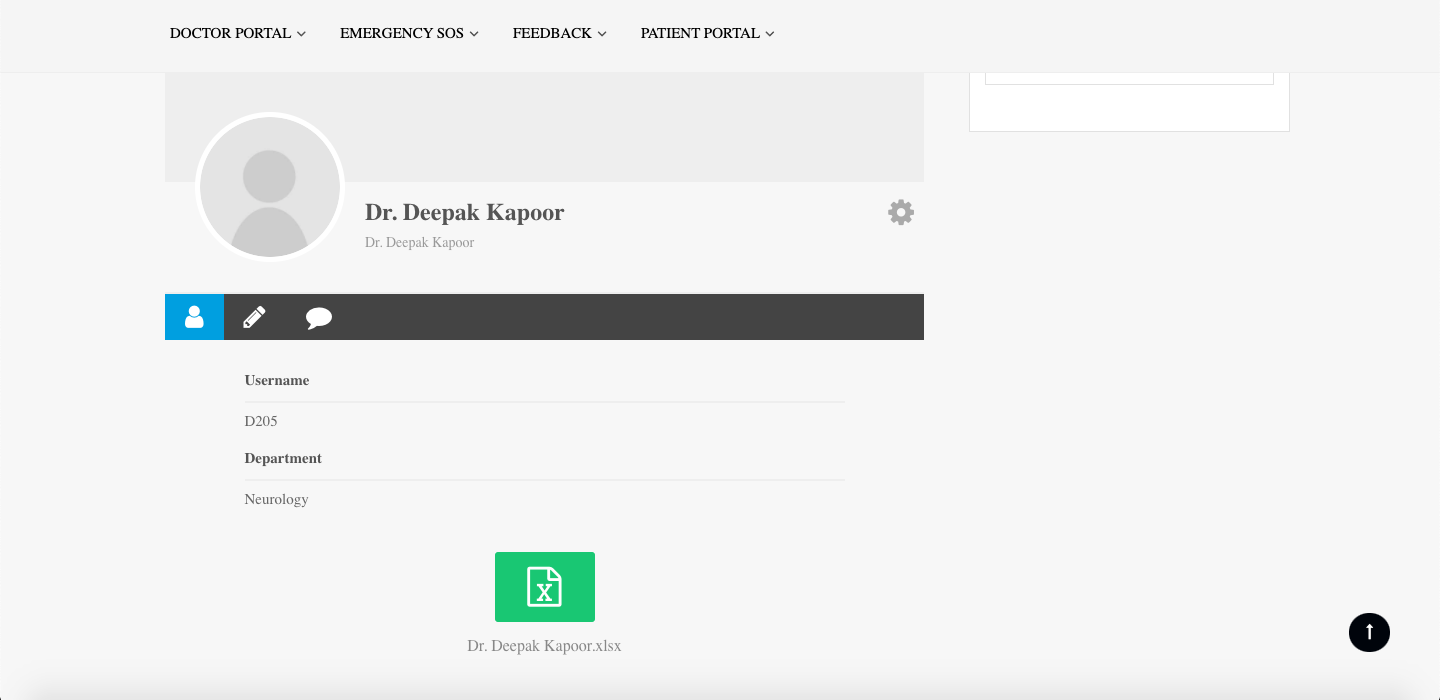 DOCTOR PORTAL EMERGENCY SOS FEEDBACK PATIENT PORTAL
Dr. Deepak Kapoor
Dr. Deepak Kapoor
Username
D205
Department
Neurology
Dr. Deepak Kapoor.xlsx